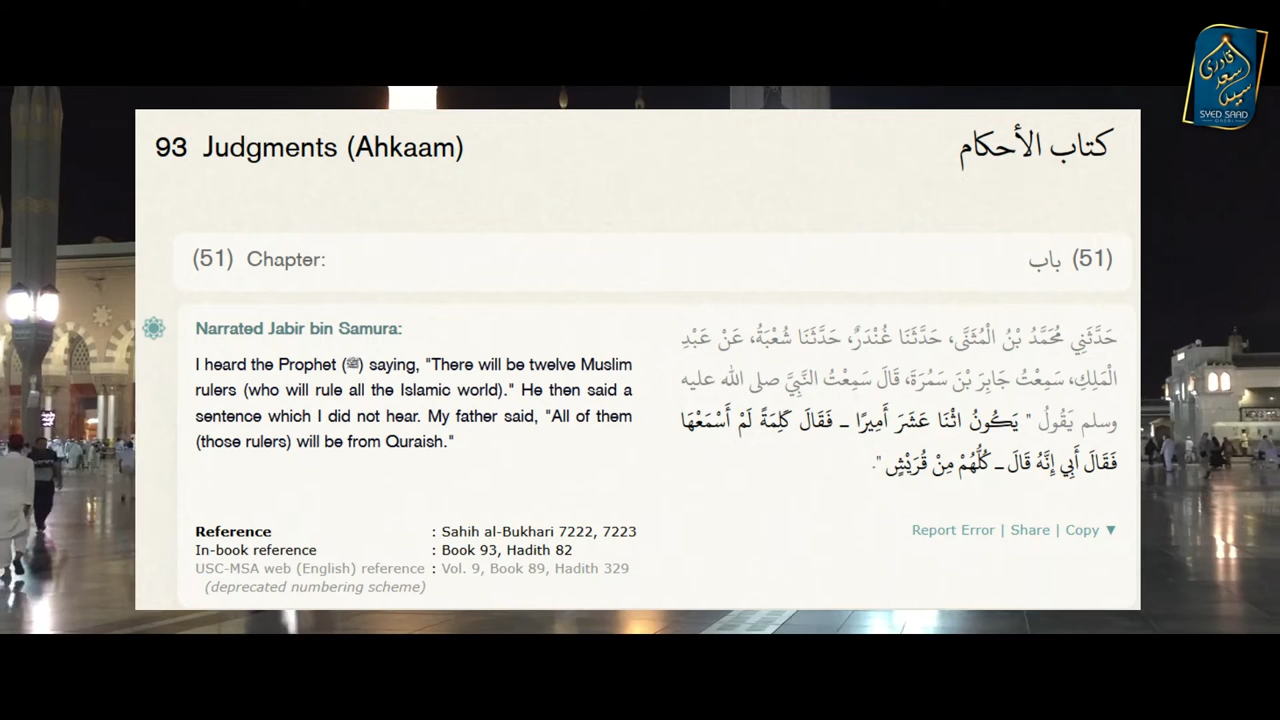 قادری
سعد
سید
SYED SAAD
QADRI
93 Judgments (Ahkaam)
كتاب الأحكام
(51) Chapter:
(51) باب
Narrated Jabir bin Samura:
I heard the Prophet (ﷺ) saying, "There will be twelve Muslim
rulers (who will rule all the Islamic world)." He then said a
sentence which I did not hear. My father said, "All of them
(those rulers) will be from Quraish."
حَدَّثَنِي مُحَمَّدُ بْنُ الْمُثَنَّى، حَدَّثَنَا غُنْدَرٌ، حَدَّثَنَا شُعْبَةُ، عَنْ عَبْدِ
الْمَلِكِ، سَمِعْتُ جَابِرَ بْنَ سَمُرَةَ، قَالَ سَمِعْتُ النَّبِيَّ صلى الله عليه
وسلم يَقُولُ " يَكُونُ اثْنَا عَشَرَ أَمِيرًا ـ فَقَالَ كَلِمَةً لَمْ أَسْمَعْهَا
فَقَالَ أَبِي إِنَّهُ قَالَ ـ كُلُّهُمْ مِنْ قُرَيْشٍ ".
Reference : Sahih al-Bukhari 7222, 7223
In-book reference : Book 93, Hadith 82
USC-MSA web (English) reference : Vol. 9, Book 89, Hadith 329
(deprecated numbering scheme)
Report Error | Share | Copy ▼